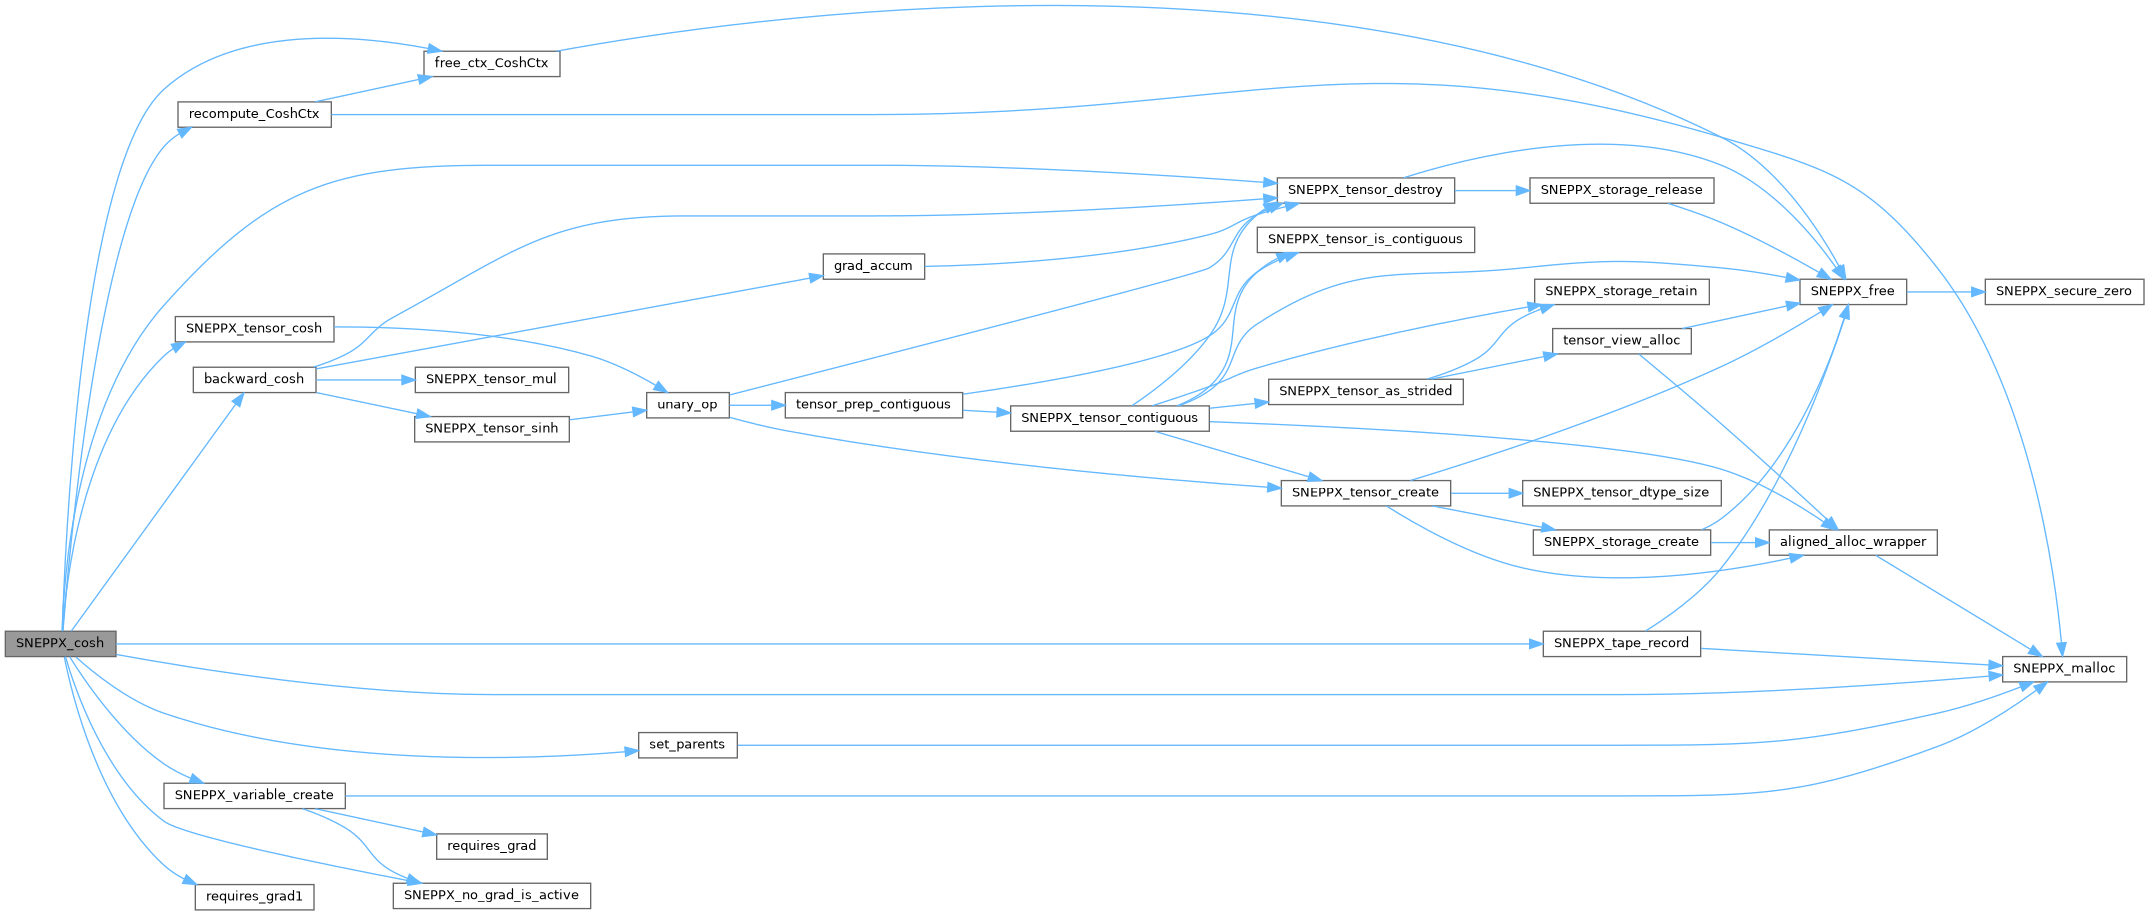 free_ctx_CoshCtx
recompute_CoshCtx
SNEPPX_tensor_destroy
SNEPPX_storage_release
SNEPPX_tensor_is_contiguous
grad_accum
SNEPPX_storage_retain
SNEPPX_free
SNEPPX_secure_zero
SNEPPX_tensor_cosh
tensor_view_alloc
backward_cosh
SNEPPX_tensor_mul
SNEPPX_tensor_as_strided
unary_op
tensor_prep_contiguous
SNEPPX_tensor_contiguous
SNEPPX_tensor_sinh
SNEPPX_tensor_create
SNEPPX_tensor_dtype_size
SNEPPX_storage_create
aligned_alloc_wrapper
SNEPPX_cosh
SNEPPX_tape_record
SNEPPX_malloc
set_parents
SNEPPX_variable_create
requires_grad
requires_grad1
SNEPPX_no_grad_is_active